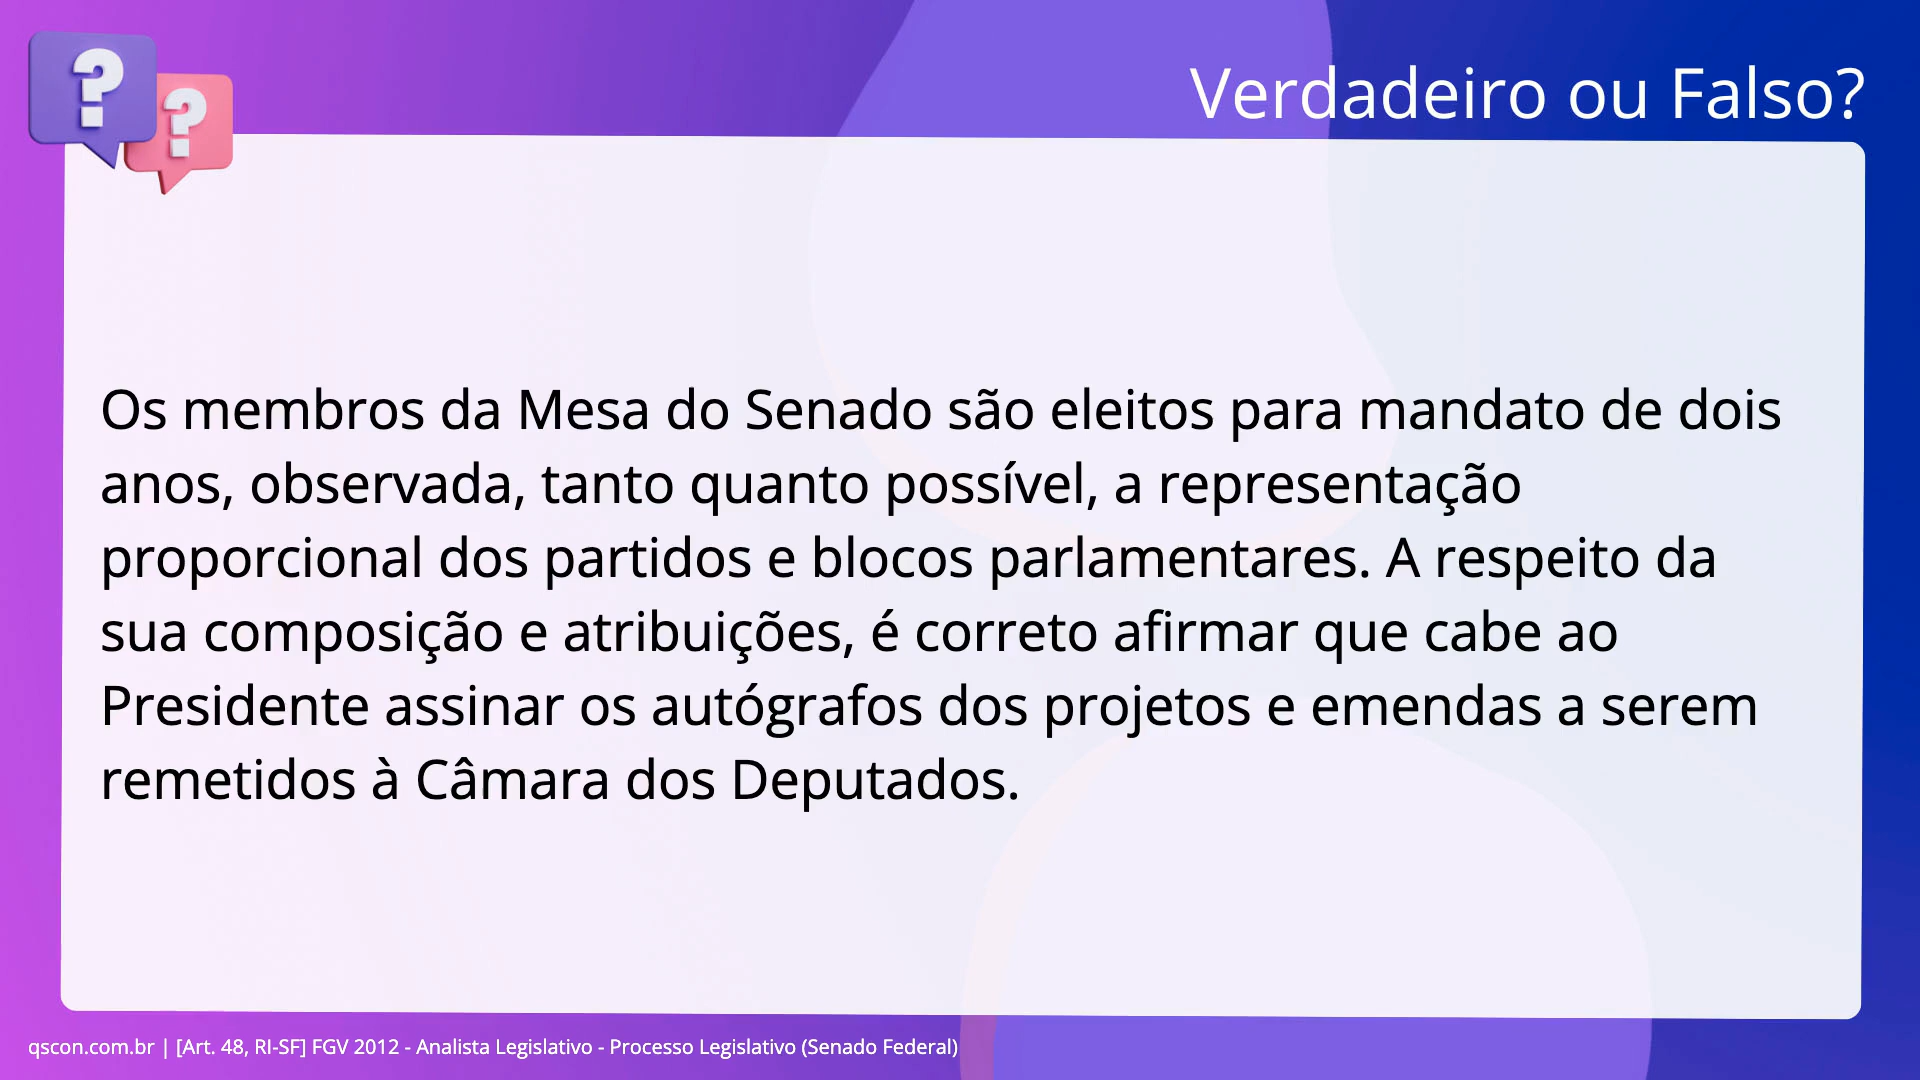 Verdadeiro ou Falso?
Os membros da Mesa do Senado são eleitos para mandato de dois
anos, observada, tanto quanto possível, a representação
proporcional dos partidos e blocos parlamentares. A respeito da
sua composição e atribuições, é correto afirmar que cabe ao
Presidente assinar os autógrafos dos projetos e emendas a serem
remetidos à Câmara dos Deputados.
qscon.com.br | [Art. 48, RI-SF] FGV 2012 - Analista Legislativo - Processo Legislativo (Senado Federal)